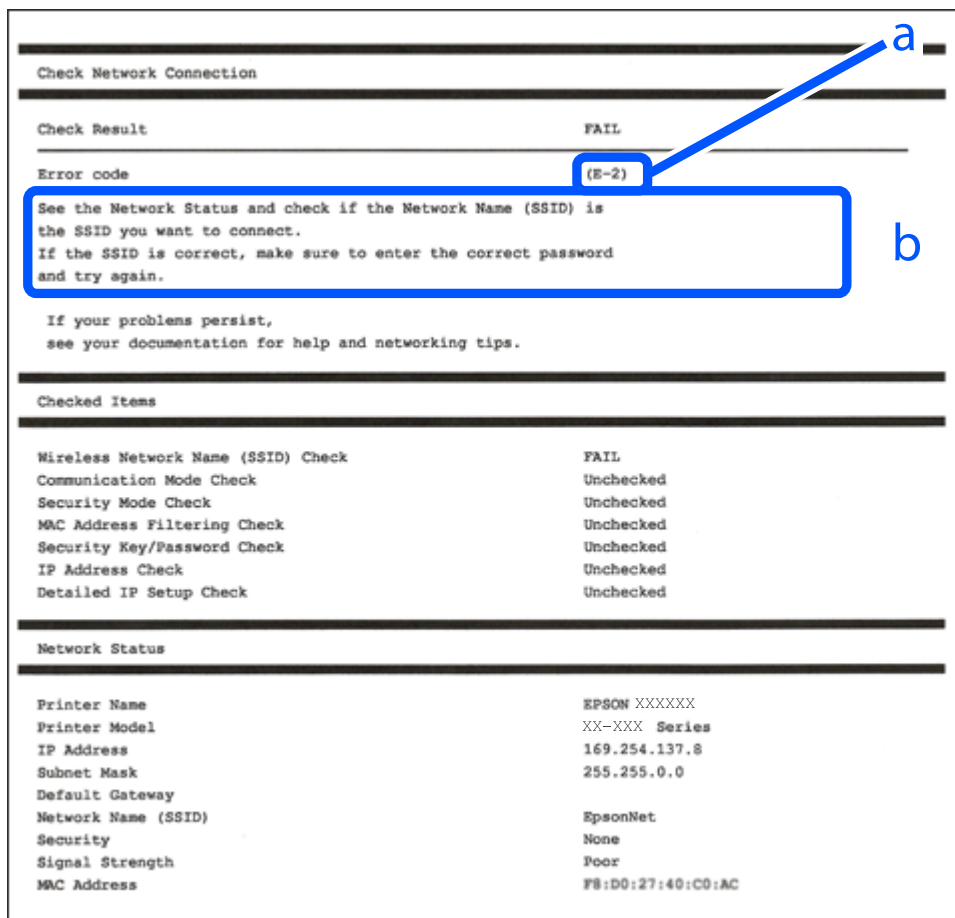 a
Check Network Connection
Check Result FAIL
Error code (E-2)
See the Network Status and check if the Network Name (SSID) is
the SSID you want to connect.
If the SSID is correct, make sure to enter the correct password
and try again.
b
If your problems persist,
see your documentation for help and networking tips.
Checked Items
Wireless Network Name (SSID) Check FAIL
Communication Mode Check Unchecked
Security Mode Check Unchecked
MAC Address Filtering Check Unchecked
Security Key/Password Check Unchecked
IP Address Check Unchecked
Detailed IP Setup Check Unchecked
Network Status
Printer Name EPSON XXXXXX
Printer Model XX-XXX Series
IP Address 169.254.137.8
Subnet Mask 255.255.0.0
Default Gateway
Network Name (SSID) EpsonNet
Security None
Signal Strength Poor
MAC Address F8:D0:27:40:C0:AC